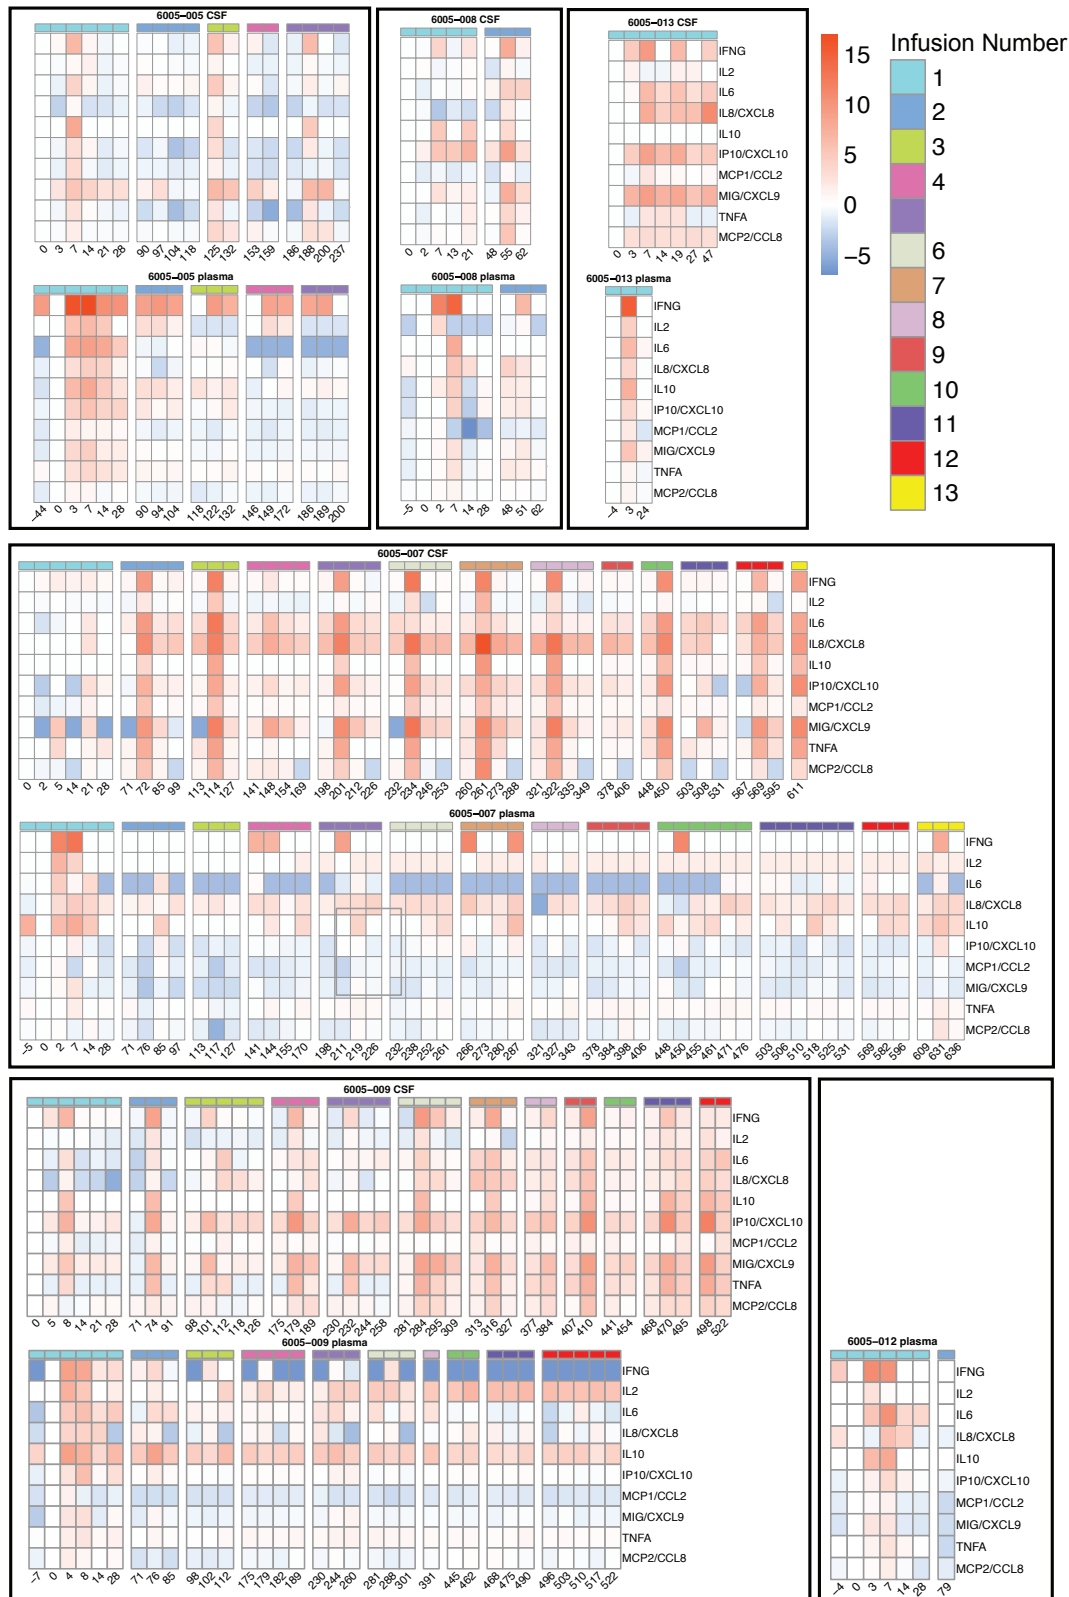 6005−005 CSF
0 3 7 14 21 28 90 97 104 118 125 132 153 159 186 188 200 237
6005−005 plasma
−44 0 3 7 14 28 90 94 104 118 122 132 146 149 172 186 189 200
6005−008 CSF
0 2 7 13 21 48 55 62
6005−008 plasma
−5 0 2 7 14 28 48 51 62
6005−013 CSF
IFNG
IL2
IL6
IL8/CXCL8
IL10
IP10/CXCL10
MCP1/CCL2
MIG/CXCL9
TNFA
MCP2/CCL8
0 3 7 14 19 27 47
6005−013 plasma
IFNG
IL2
IL6
IL8/CXCL8
IL10
IP10/CXCL10
MCP1/CCL2
MIG/CXCL9
TNFA
MCP2/CCL8
−4 3 24
15
10
5
0
−5
Infusion Number
1
2
3
4
6
7
8
9
10
11
12
13
6005−007 CSF
IFNG
IL2
IL6
IL8/CXCL8
IL10
IP10/CXCL10
MCP1/CCL2
MIG/CXCL9
TNFA
MCP2/CCL8
0 2 5 14 21 28 71 72 85 99 113 114 127 141 148 154 169 198 201 212 226 232 234 246 253 260 261 273 288 321 322 335 349 378 406 448 450 503 508 531 567 569 595 611
6005−007 plasma
IFNG
IL2
IL6
IL8/CXCL8
IL10
IP10/CXCL10
MCP1/CCL2
MIG/CXCL9
TNFA
MCP2/CCL8
−5 0 2 7 14 28 71 76 85 97 113 117 127 141 144 155 170 198 211 219 226 232 238 252 261 266 273 280 287 321 327 343 378 384 398 406 448 450 455 461 471 476 503 506 510 518 525 531 569 582 596 609 631 636
6005−009 CSF
IFNG
IL2
IL6
IL8/CXCL8
IL10
IP10/CXCL10
MCP1/CCL2
MIG/CXCL9
TNFA
MCP2/CCL8
0 5 8 14 21 28 71 74 91 98 101 112 118 126 175 179 189 230 232 244 258 281 284 295 309 313 316 327 377 384 407 410 441 454 468 470 495 498 522
6005−009 plasma
IFNG
IL2
IL6
IL8/CXCL8
IL10
IP10/CXCL10
MCP1/CCL2
MIG/CXCL9
TNFA
MCP2/CCL8
−7 0 4 8 14 28 71 76 85 98 102 112 175 179 182 189 230 244 260 281 288 301 391 445 462 468 475 490 496 503 510 517 522
6005−012 plasma
IFNG
IL2
IL6
IL8/CXCL8
IL10
IP10/CXCL10
MCP1/CCL2
MIG/CXCL9
TNFA
MCP2/CCL8
−4 0 3 7 14 28 79